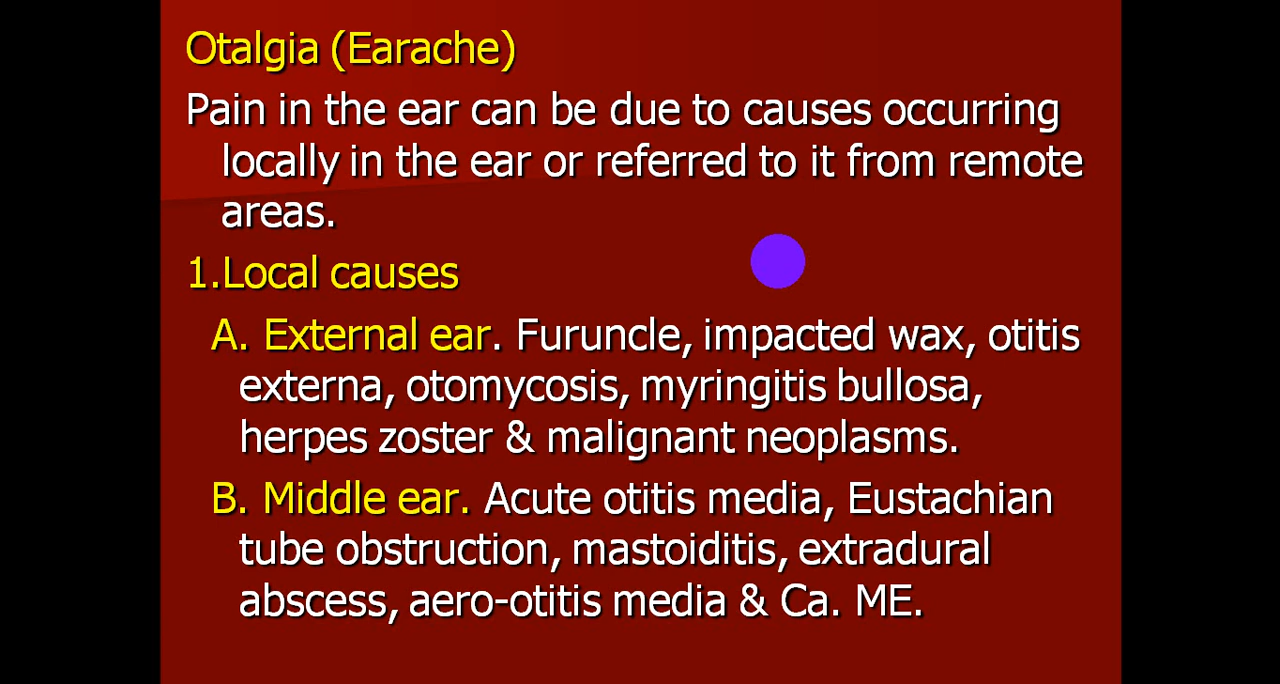 Otalgia (Earache)
Pain in the ear can be due to causes occurring
locally in the ear or referred to it from remote
areas.
1.Local causes
A. External ear. Furuncle, impacted wax, otitis
externa, otomycosis, myringitis bullosa,
herpes zoster & malignant neoplasms.
B. Middle ear. Acute otitis media, Eustachian
tube obstruction, mastoiditis, extradural
abscess, aero-otitis media & Ca. ME.